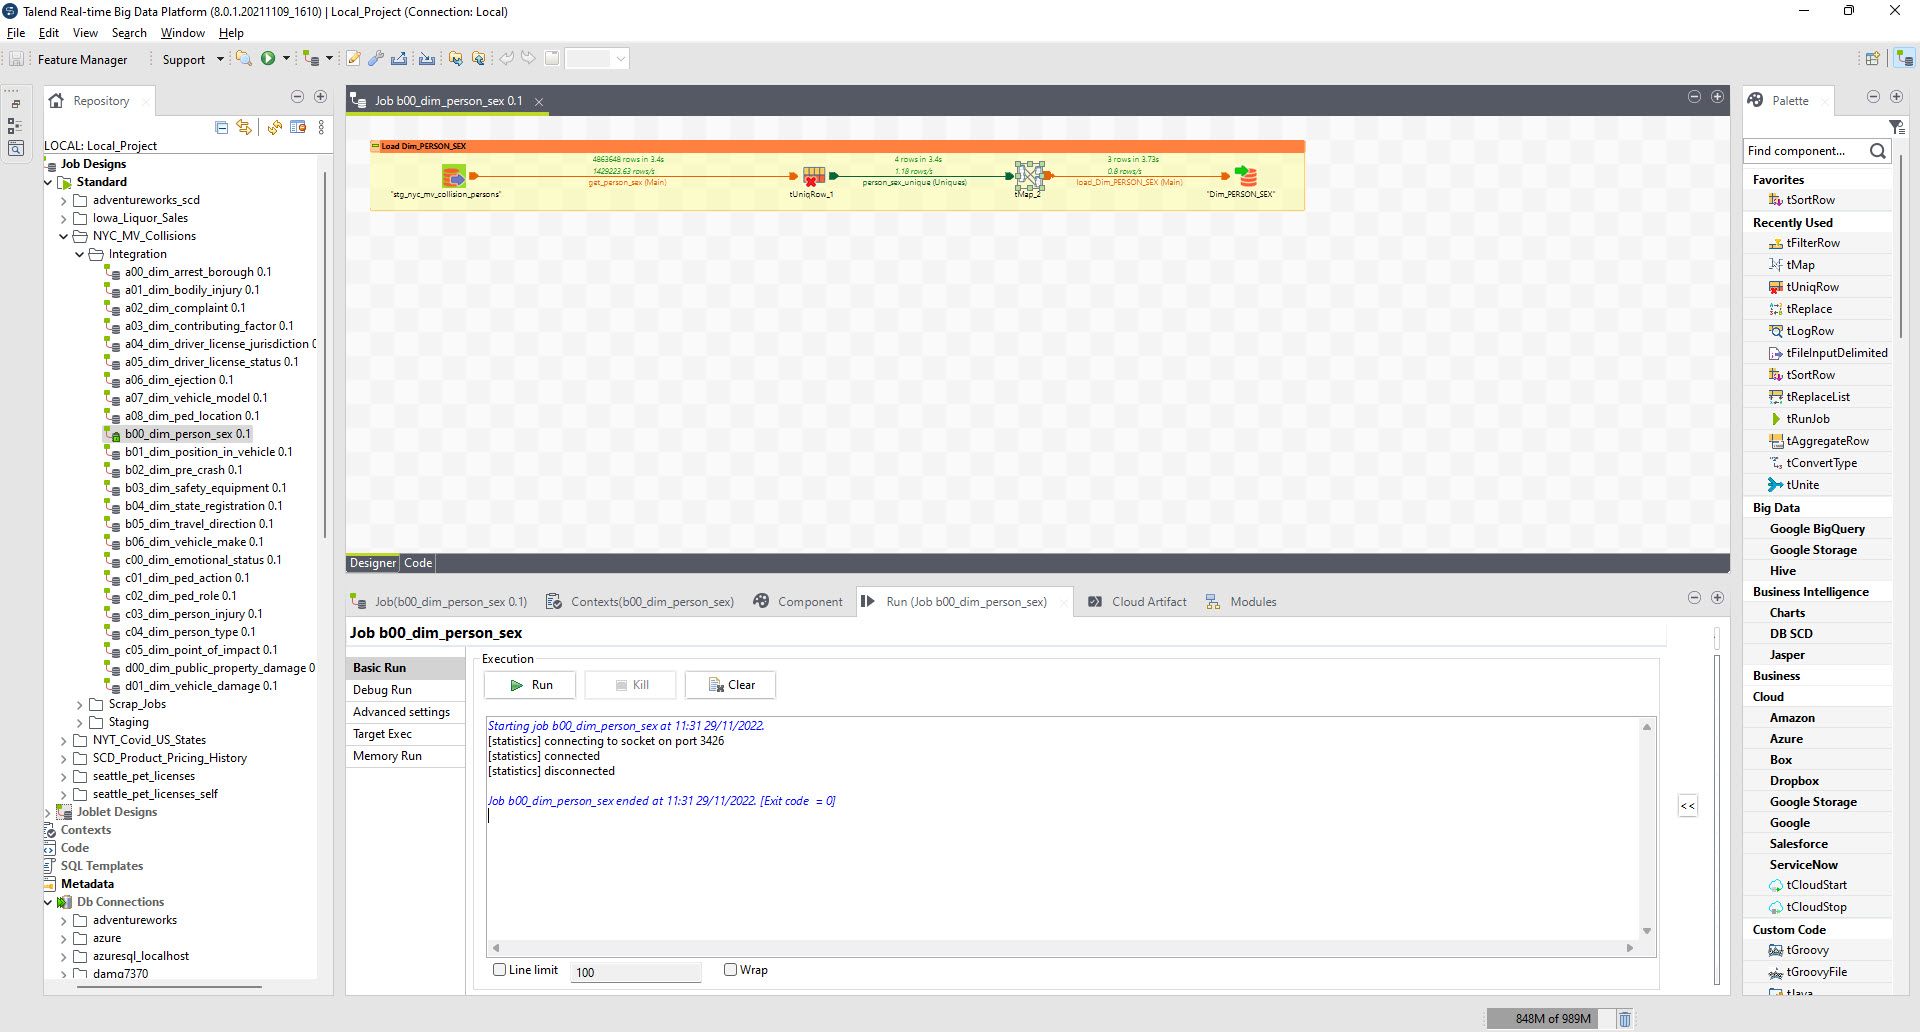 Talend Real-time Big Data Platform (8.0.1.20211109_1610) | Local_Project (Connection: Local)
File Edit View Search Window Help
Feature Manager Support
Repository
LOCAL: Local_Project
Job Designs
Standard
adventureworks_scd
Iowa_Liquor_Sales
NYC_MV_Collisions
Integration
a00_dim_arrest_borough 0.1
a01_dim_bodily_injury 0.1
a02_dim_complaint 0.1
a03_dim_contributing_factor 0.1
a04_dim_driver_license_jurisdiction 0
a05_dim_driver_license_status 0.1
a06_dim_ejection 0.1
a07_dim_vehicle_model 0.1
a08_dim_ped_location 0.1
b00_dim_person_sex 0.1
b01_dim_position_in_vehicle 0.1
b02_dim_pre_crash 0.1
b03_dim_safety_equipment 0.1
b04_dim_state_registration 0.1
b05_dim_travel_direction 0.1
b06_dim_vehicle_make 0.1
c00_dim_emotional_status 0.1
c01_dim_ped_action 0.1
c02_dim_ped_role 0.1
c03_dim_person_injury 0.1
c04_dim_person_type 0.1
c05_dim_point_of_impact 0.1
d00_dim_public_property_damage 0
d01_dim_vehicle_damage 0.1
Scrap_Jobs
Staging
NYT_Covid_US_States
SCD_Product_Pricing_History
seattle_pet_licenses
seattle_pet_licenses_self
Joblet Designs
Contexts
Code
SQL Templates
Metadata
Db Connections
adventureworks
azure
azuresql_localhost
damg7370
Job b00_dim_person_sex 0.1
Load Dim_PERSON_SEX
4863648 rows in 3.4s
1429223.63 rows/s
get_person_sex (Main)
"stg_nyc_mv_collision_persons"
tUniqRow_1
4 rows in 3.4s
1.18 rows/s
person_sex_unique (Uniques)
tMap_2
3 rows in 3.73s
0.8 rows/s
load_Dim_PERSON_SEX (Main)
"Dim_PERSON_SEX"
Designer Code
Job(b00_dim_person_sex 0.1) Contexts(b00_dim_person_sex) Component Run (Job b00_dim_person_sex) Cloud Artifact Modules
Job b00_dim_person_sex
Basic Run
Debug Run
Advanced settings
Target Exec
Memory Run
Execution
Run Kill Clear
Starting job b00_dim_person_sex at 11:31 29/11/2022.
[statistics] connecting to socket on port 3426
[statistics] connected
[statistics] disconnected
Job b00_dim_person_sex ended at 11:31 29/11/2022. [Exit code  = 0]
<<
Line limit 100 Wrap
Palette
Find component...
Favorites
tSortRow
Recently Used
tFilterRow
tMap
tUniqRow
tReplace
tLogRow
tFileInputDelimited
tSortRow
tReplaceList
tRunJob
tAggregateRow
tConvertType
tUnite
Big Data
Google BigQuery
Google Storage
Hive
Business Intelligence
Charts
DB SCD
Jasper
Business
Cloud
Amazon
Azure
Box
Dropbox
Google Storage
Google
Salesforce
ServiceNow
tCloudStart
tCloudStop
Custom Code
tGroovy
tGroovyFile
tJava
848M of 989M